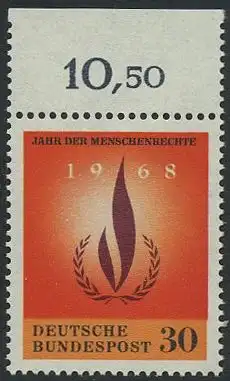 10,50
JAHR DER MENSCHENRECHTE
1968
DEUTSCHE
BUNDESPOST 30